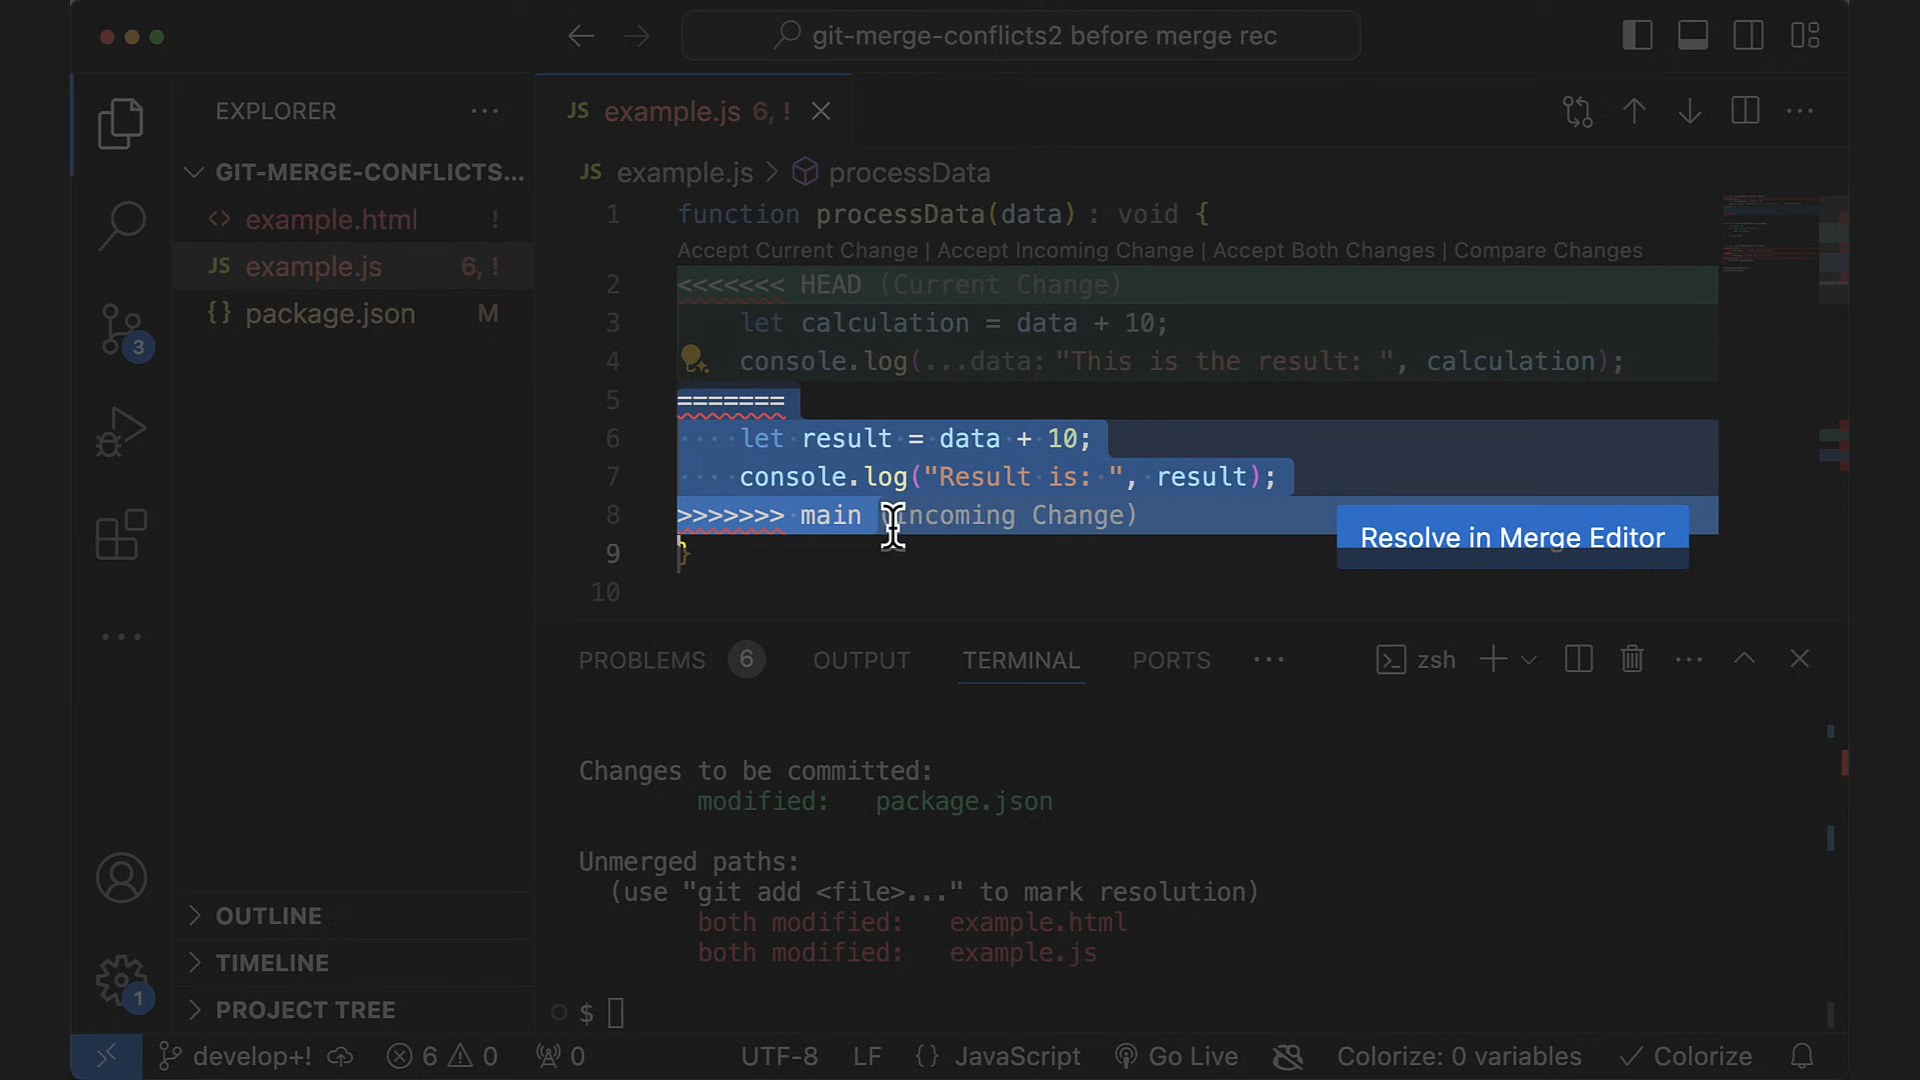 git-merge-conflicts2 before merge rec
EXPLORER
GIT-MERGE-CONFLICTS...
example.html !
JS example.js 6, !
{} package.json M
3
OUTLINE
TIMELINE
PROJECT TREE
1
JS example.js 6, !
JS example.js > processData
1 function processData(data) : void {
Accept Current Change | Accept Incoming Change | Accept Both Changes | Compare Changes
2 <<<<<<< HEAD (Current Change)
3 let calculation = data + 10;
4 console.log(...data: "This is the result: ", calculation);
5 =======
6 let result = data + 10;
7 console.log("Result is: ", result);
8 >>>>>>> main (Incoming Change)
9 }
10
Resolve in Merge Editor
PROBLEMS 6 OUTPUT TERMINAL PORTS ... zsh
Changes to be committed:
modified: package.json
Unmerged paths:
(use "git add <file>..." to mark resolution)
both modified: example.html
both modified: example.js
$
develop+! 6 0 0 UTF-8 LF {} JavaScript Go Live Colorize: 0 variables Colorize